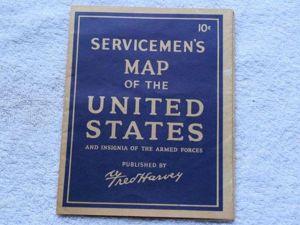 10¢
SERVICEMEN'S
MAP
OF THE
UNITED
STATES
AND INSIGNIA OF THE ARMED FORCES
PUBLISHED BY
Fred Harvey